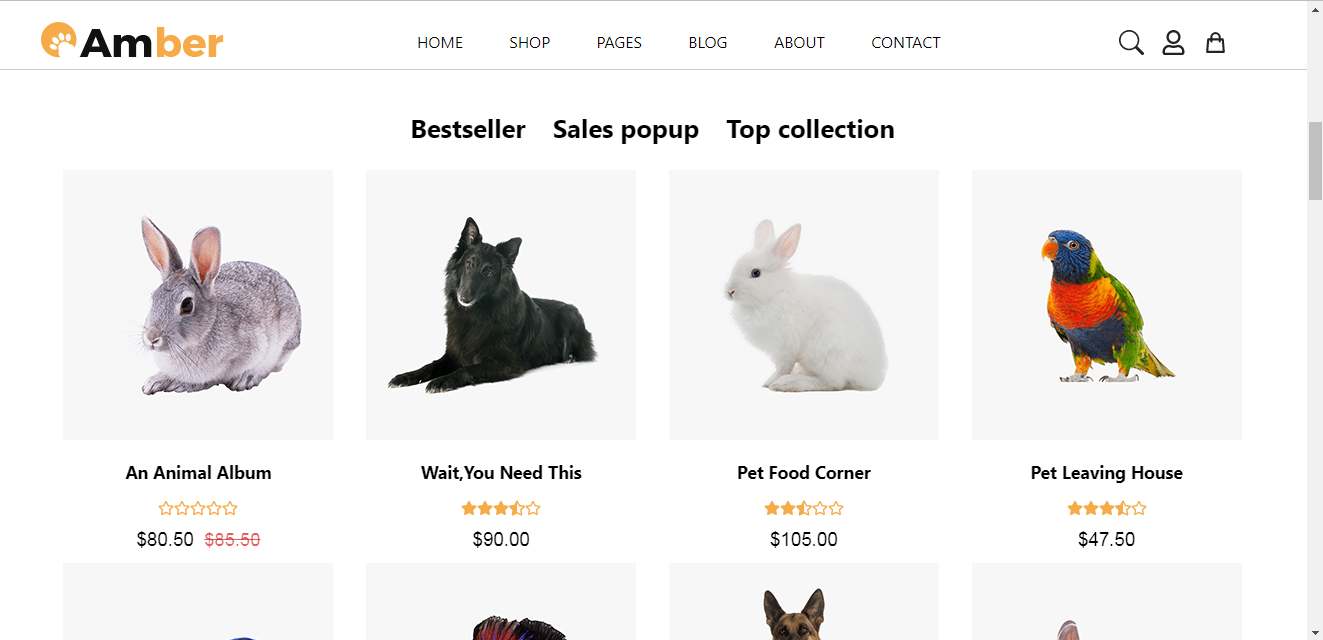 Amber
HOME SHOP PAGES BLOG ABOUT CONTACT
Bestseller Sales popup Top collection
An Animal Album Wait,You Need This Pet Food Corner Pet Leaving House
$80.50 $85.50 $90.00 $105.00 $47.50